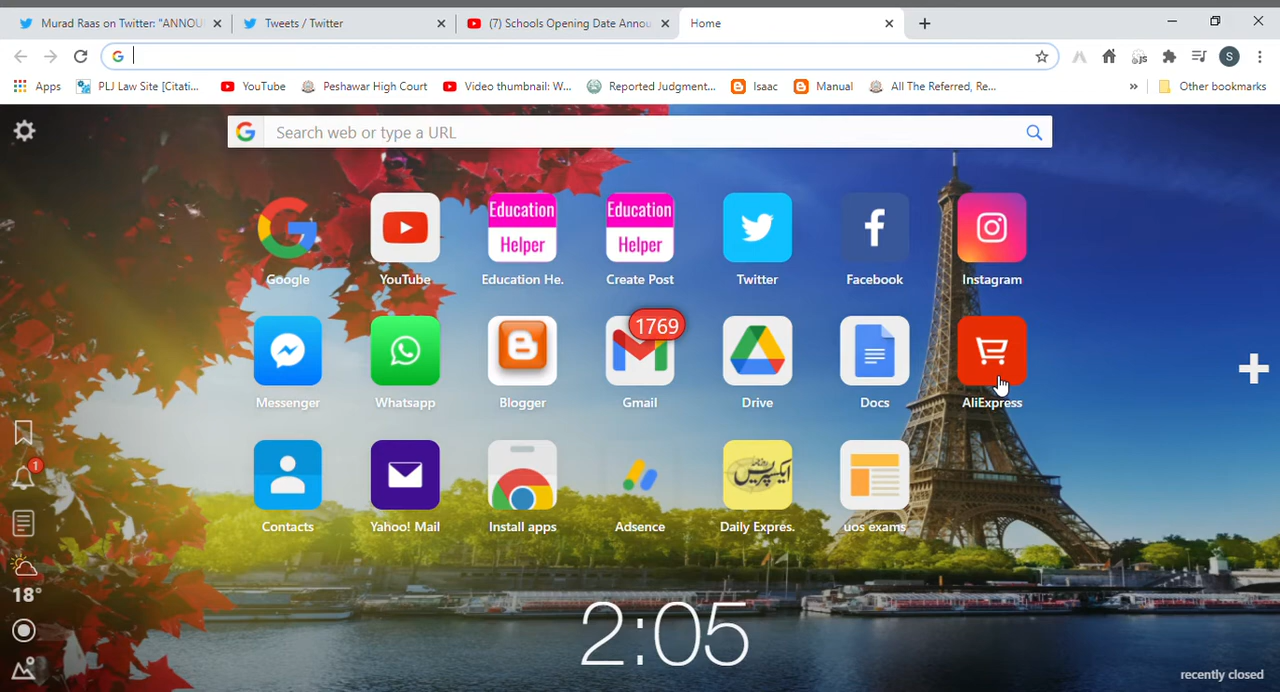 Murad Raas on Twitter: "ANNOU
Tweets / Twitter
(7) Schools Opening Date Annou
Home
S
Apps
PLJ Law Site [Citati...
YouTube
Peshawar High Court
Video thumbnail: W...
Reported Judgment...
Isaac
Manual
All The Referred, Re...
»
Other bookmarks
Search web or type a URL
Education Helper
Education Helper
Google
YouTube
Education He.
Create Post
Twitter
Facebook
Instagram
1769
Messenger
Whatsapp
Blogger
Gmail
Drive
Docs
AliExpress
ایکسپریس
Contacts
Yahoo! Mail
Install apps
Adsence
Daily Expres.
uos exams
1
18°
2:05
recently closed